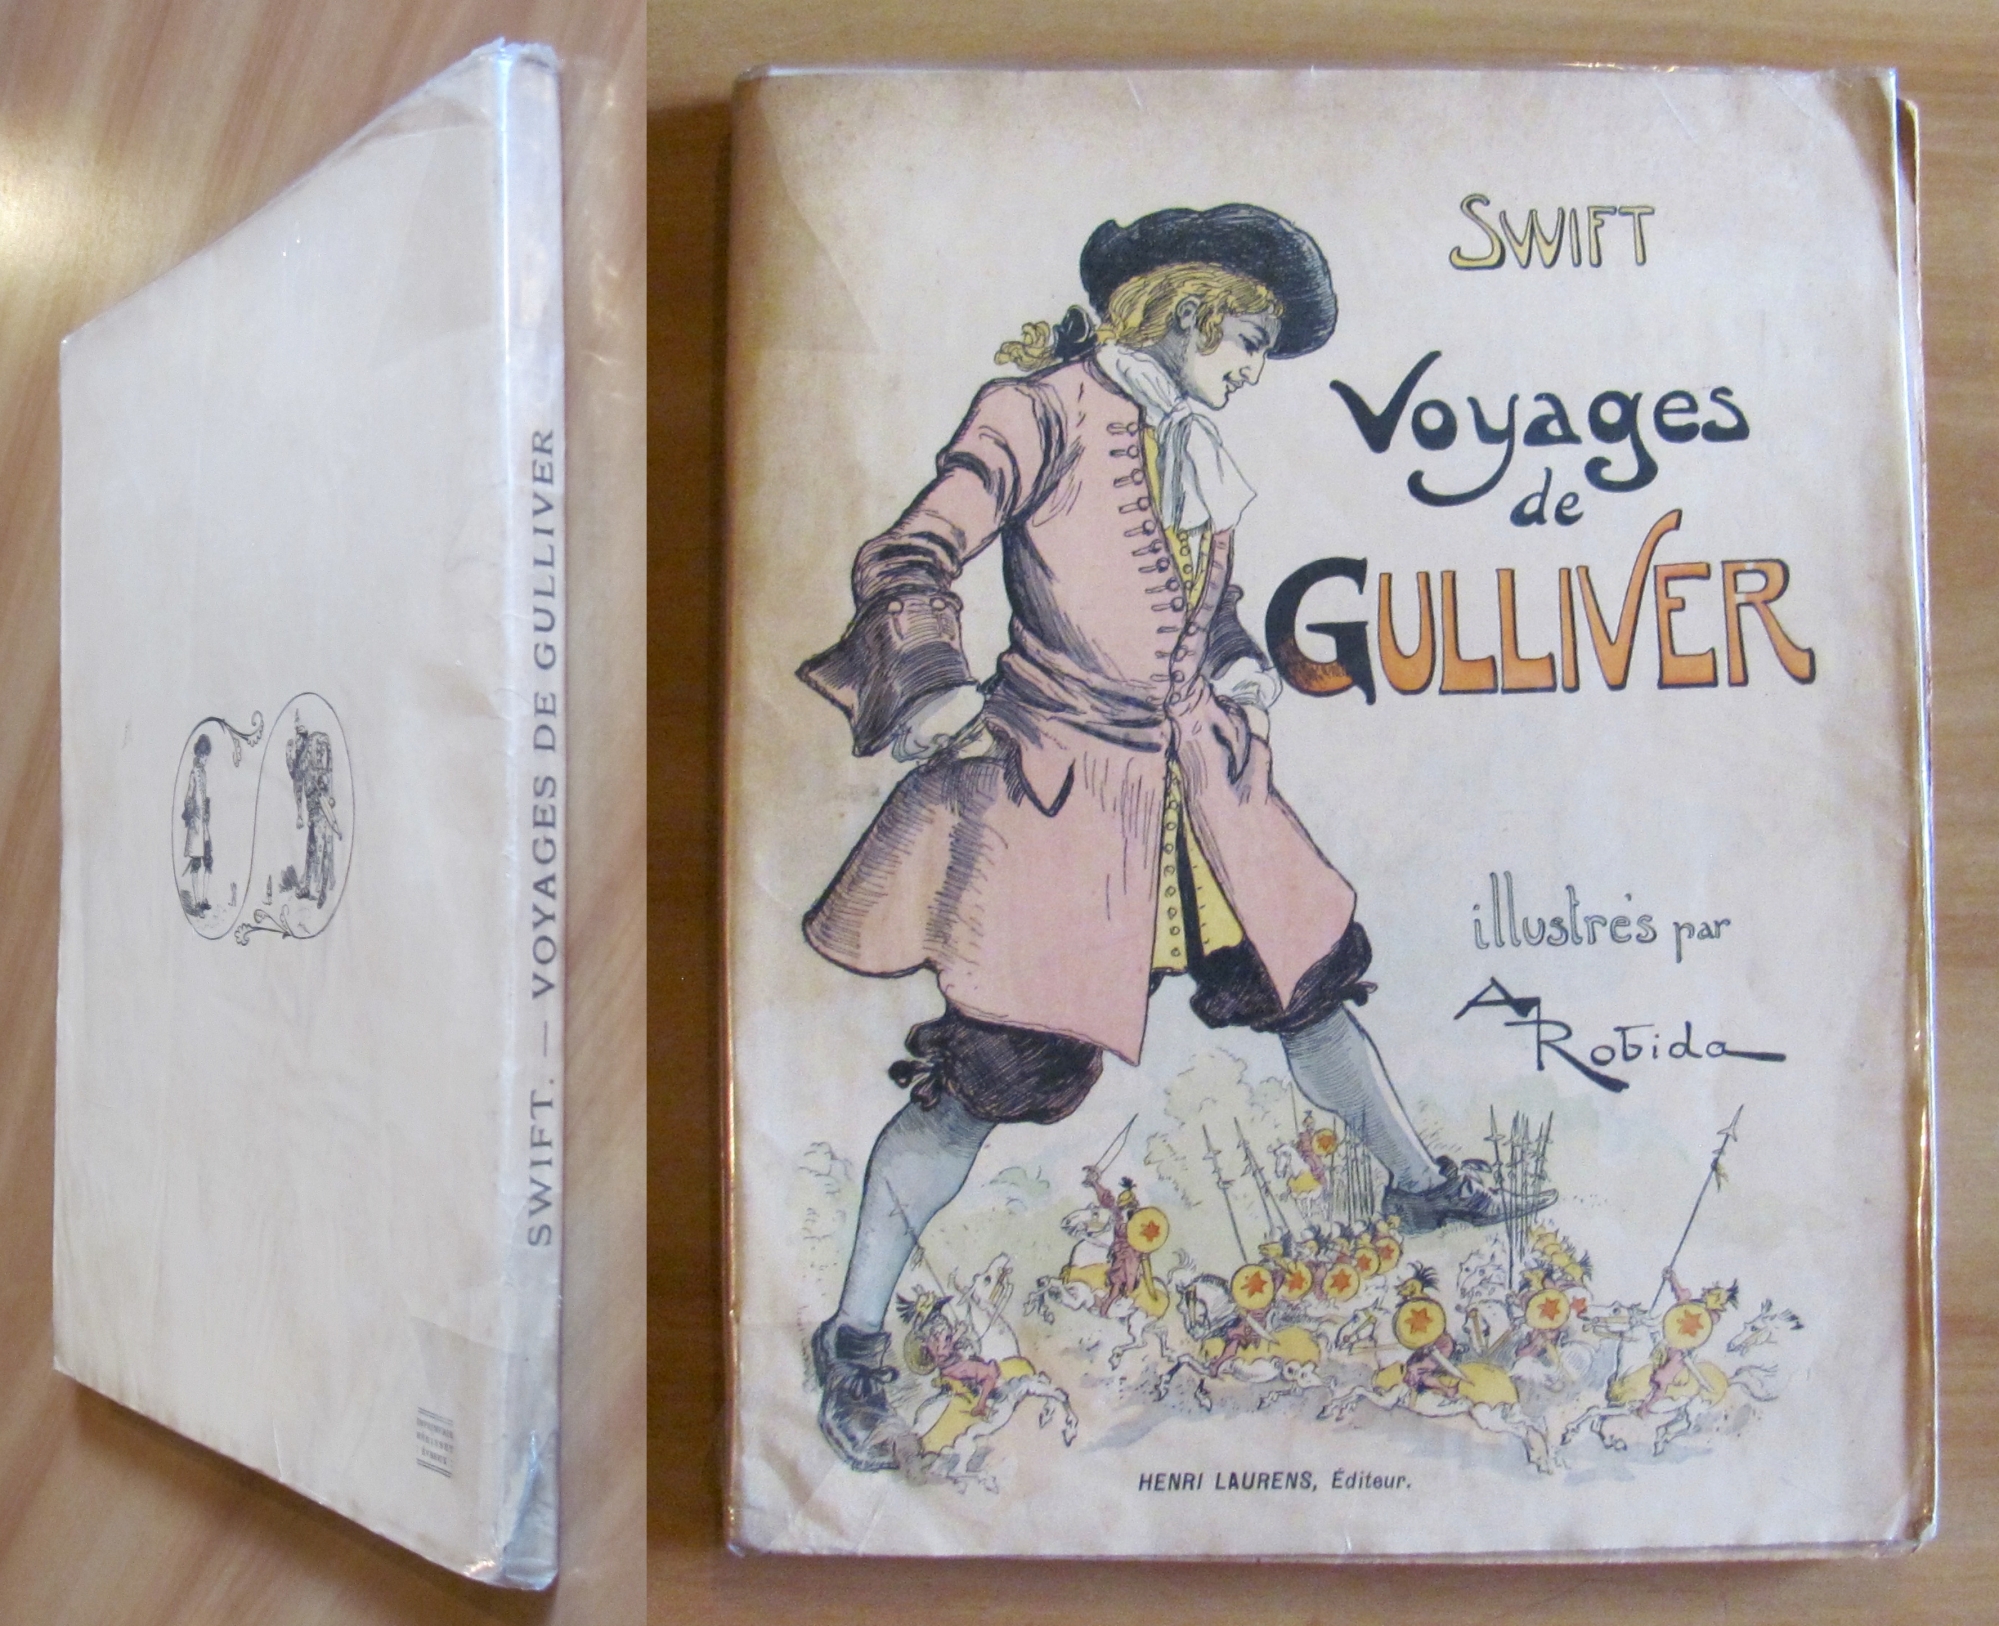 SWIFT. — VOYAGES DE GULLIVER
SWIFT
Voyages
de
GULLIVER
illustrés par
A Robida
HENRI LAURENS, Éditeur.